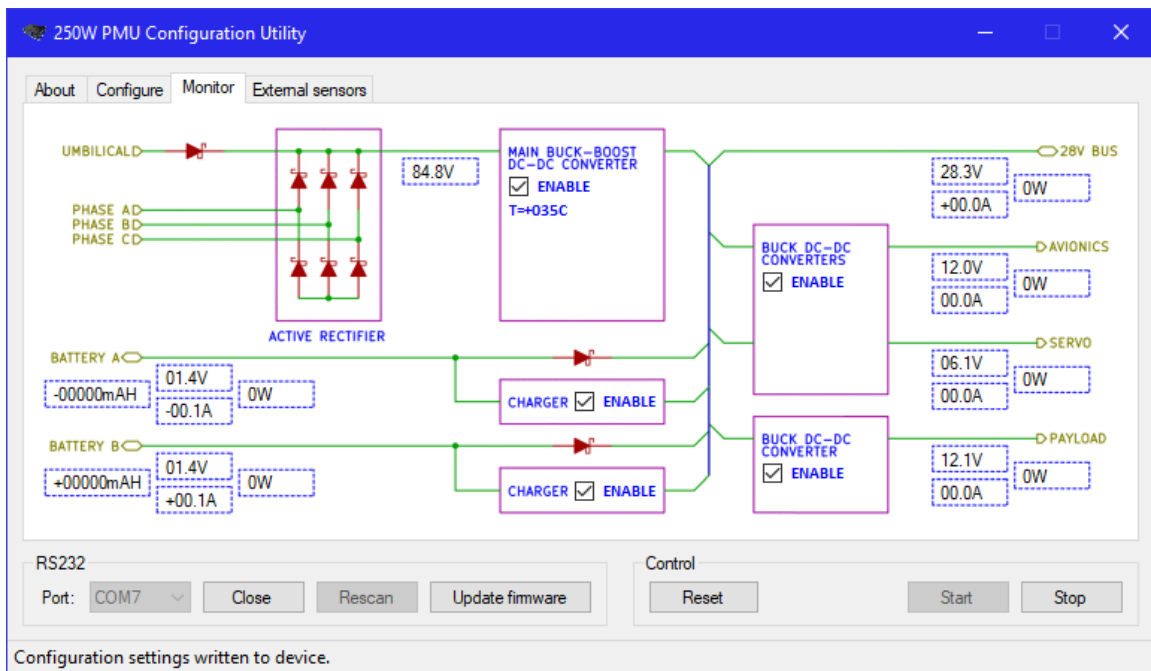 250W PMU Configuration Utility
About Configure Monitor External sensors
UMBILICAL
PHASE A
PHASE B
PHASE C
ACTIVE RECTIFIER
84.8V
MAIN BUCK-BOOST
DC-DC CONVERTER
ENABLE
T=+035C
28V BUS
28.3V
+00.0A
0W
BUCK DC-DC
CONVERTERS
ENABLE
AVIONICS
12.0V
00.0A
0W
SERVO
06.1V
00.0A
0W
BATTERY A
-00000mAH
01.4V
-00.1A
0W
CHARGER ENABLE
BATTERY B
+00000mAH
01.4V
+00.1A
0W
CHARGER ENABLE
BUCK DC-DC
CONVERTER
ENABLE
PAYLOAD
12.1V
00.0A
0W
RS232
Port: COM7 Close Rescan Update firmware
Control
Reset Start Stop
Configuration settings written to device.